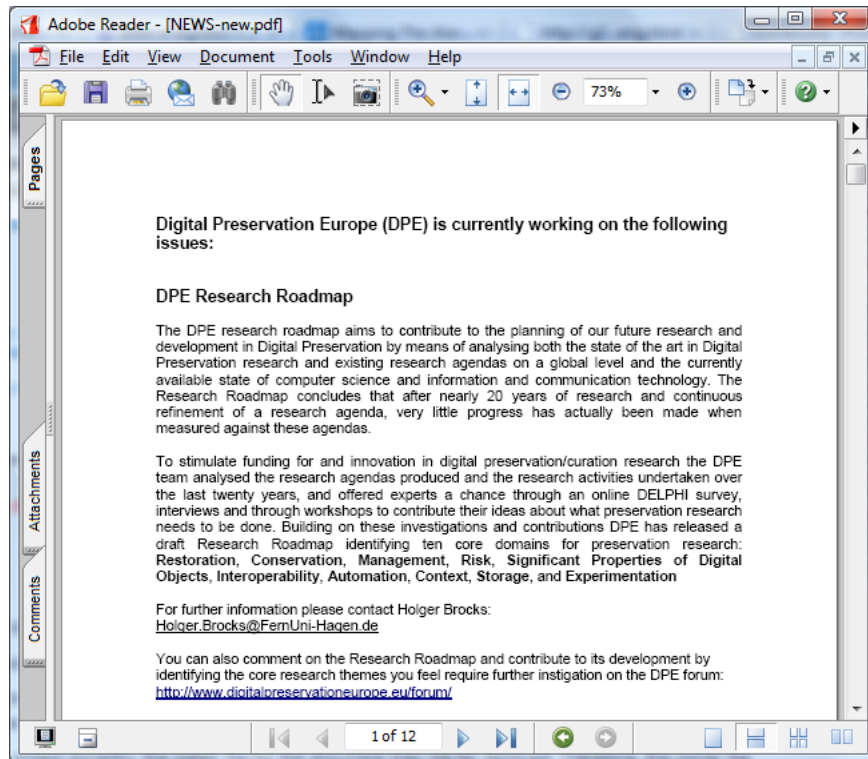 Adobe Reader - [NEWS-new.pdf]
File Edit View Document Tools Window Help
73%
Pages
Attachments
Comments
Digital Preservation Europe (DPE) is currently working on the following
issues:
DPE Research Roadmap
The DPE research roadmap aims to contribute to the planning of our future research and
development in Digital Preservation by means of analysing both the state of the art in Digital
Preservation research and existing research agendas on a global level and the currently
available state of computer science and information and communication technology. The
Research Roadmap concludes that after nearly 20 years of research and continuous
refinement of a research agenda, very little progress has actually been made when
measured against these agendas.
To stimulate funding for and innovation in digital preservation/curation research the DPE
team analysed the research agendas produced and the research activities undertaken over
the last twenty years, and offered experts a chance through an online DELPHI survey,
interviews and through workshops to contribute their ideas about what preservation research
needs to be done. Building on these investigations and contributions DPE has released a
draft Research Roadmap identifying ten core domains for preservation research:
Restoration, Conservation, Management, Risk, Significant Properties of Digital
Objects, Interoperability, Automation, Context, Storage, and Experimentation
For further information please contact Holger Brocks:
Holger.Brocks@FernUni-Hagen.de
You can also comment on the Research Roadmap and contribute to its development by
identifying the core research themes you feel require further instigation on the DPE forum:
http://www.digitalpreservationeurope.eu/forum/
1 of 12